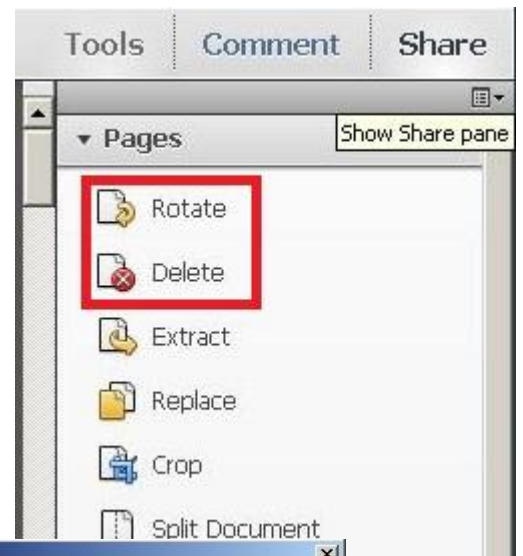 Tools Comment Share
Show Share pane
Pages
Rotate
Delete
Extract
Replace
Crop
Split Document